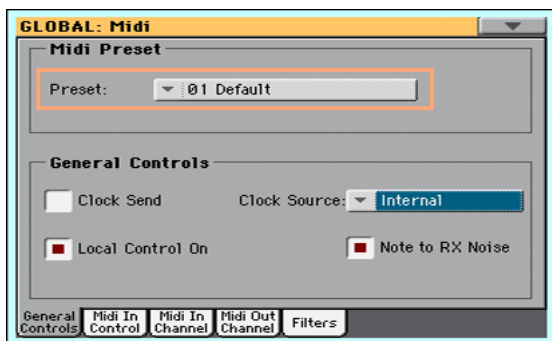 GLOBAL: Midi
Midi Preset
Preset: 01 Default
General Controls
Clock Send Clock Source: Internal
Local Control On Note to RX Noise
General Controls Midi In Control Midi In Channel Midi Out Channel Filters